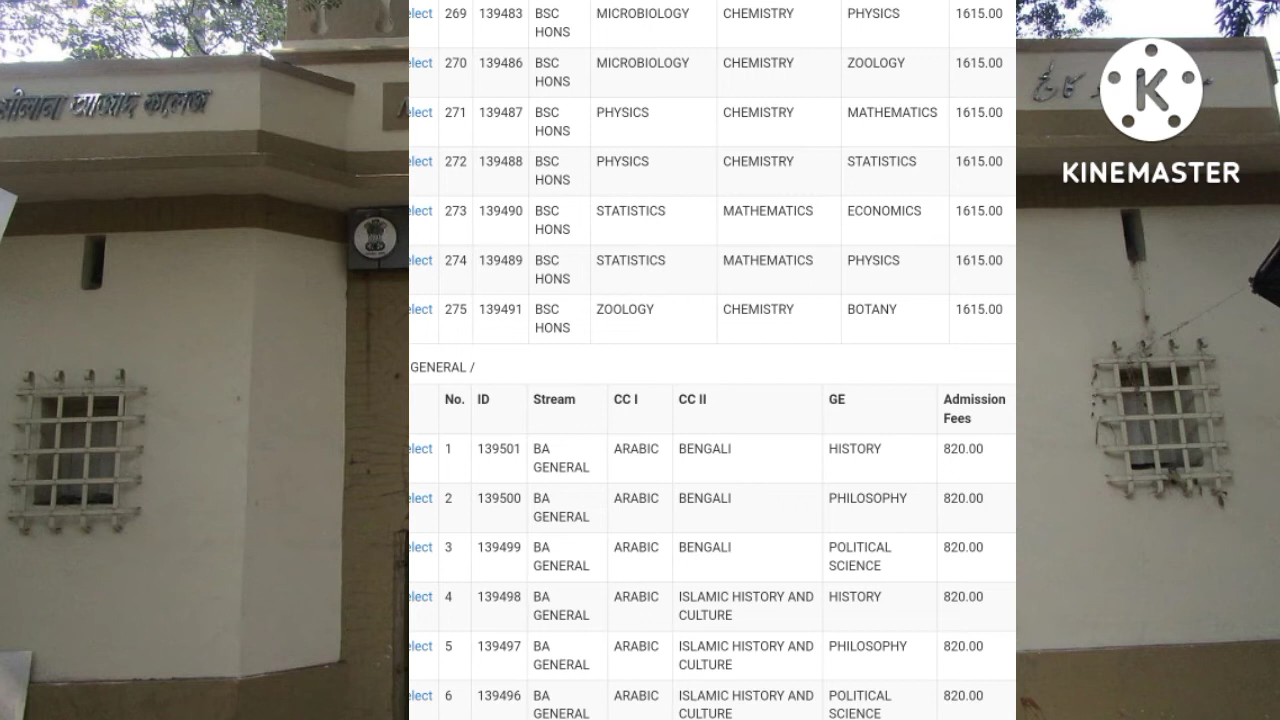 মৌলানা আজাদ কলেজ
elect 269 139483 BSC HONS MICROBIOLOGY CHEMISTRY PHYSICS 1615.00
elect 270 139486 BSC HONS MICROBIOLOGY CHEMISTRY ZOOLOGY 1615.00
elect 271 139487 BSC HONS PHYSICS CHEMISTRY MATHEMATICS 1615.00
elect 272 139488 BSC HONS PHYSICS CHEMISTRY STATISTICS 1615.00
elect 273 139490 BSC HONS STATISTICS MATHEMATICS ECONOMICS 1615.00
elect 274 139489 BSC HONS STATISTICS MATHEMATICS PHYSICS 1615.00
elect 275 139491 BSC HONS ZOOLOGY CHEMISTRY BOTANY 1615.00
GENERAL /
No. ID Stream CC I CC II GE Admission Fees
elect 1 139501 BA GENERAL ARABIC BENGALI HISTORY 820.00
elect 2 139500 BA GENERAL ARABIC BENGALI PHILOSOPHY 820.00
elect 3 139499 BA GENERAL ARABIC BENGALI POLITICAL SCIENCE 820.00
elect 4 139498 BA GENERAL ARABIC ISLAMIC HISTORY AND CULTURE HISTORY 820.00
elect 5 139497 BA GENERAL ARABIC ISLAMIC HISTORY AND CULTURE PHILOSOPHY 820.00
elect 6 139496 BA GENERAL ARABIC ISLAMIC HISTORY AND CULTURE POLITICAL SCIENCE 820.00
K
KINEMASTER